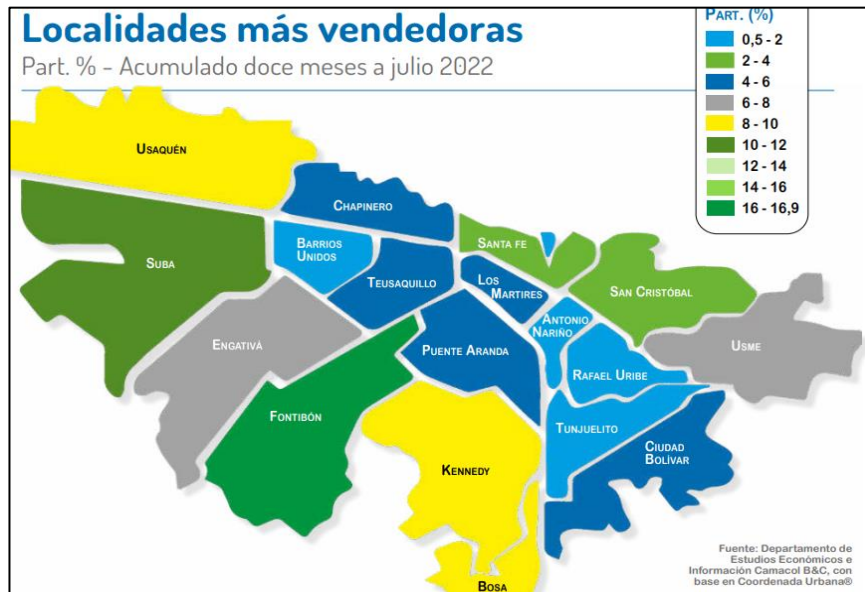 Localidades más vendedoras
Part. % - Acumulado doce meses a julio 2022
PART. (%)
0,5 - 2
2 - 4
4 - 6
6 - 8
8 - 10
10 - 12
12 - 14
14 - 16
16 - 16,9
USAQUÉN
CHAPINERO
SUBA
BARRIOS
UNIDOS
TEUSAQUILLO
SANTA FE
LOS
MARTIRES
SAN CRISTÓBAL
ENGATIVÁ
PUENTE ARANDA
ANTONIO
NARIÑO
USME
RAFAEL URIBE
FONTIBÓN
TUNJUELITO
CIUDAD
BOLÍVAR
KENNEDY
BOSA
Fuente: Departamento de
Estudios Económicos e
Información Camacol B&C, con
base en Coordenada Urbana®